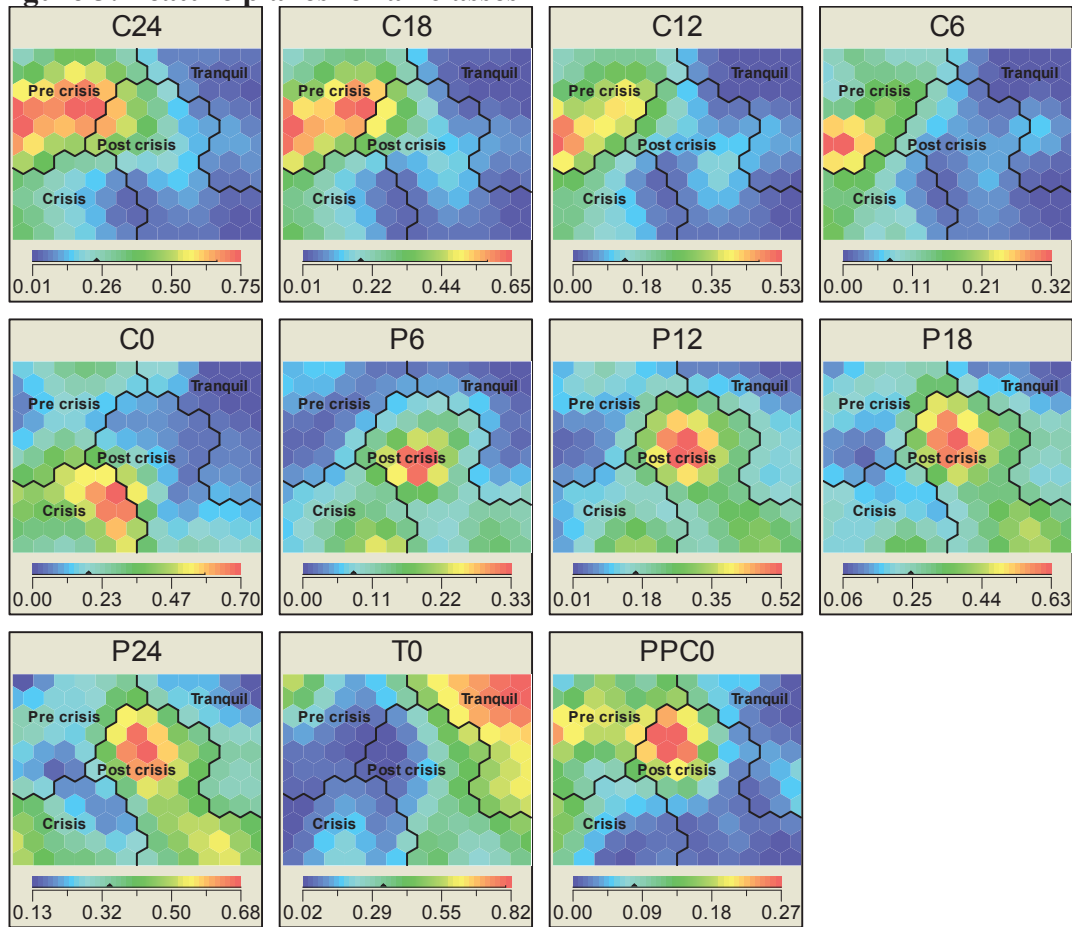 C24
Pre crisis
Tranquil
Post crisis
Crisis
0.01 0.26 0.50 0.75
C18
Pre crisis
Tranquil
Post crisis
Crisis
0.01 0.22 0.44 0.65
C12
Pre crisis
Tranquil
Post crisis
Crisis
0.00 0.18 0.35 0.53
C6
Pre crisis
Tranquil
Post crisis
Crisis
0.00 0.11 0.21 0.32
C0
Pre crisis
Tranquil
Post crisis
Crisis
0.00 0.23 0.47 0.70
P6
Pre crisis
Tranquil
Post crisis
Crisis
0.00 0.11 0.22 0.33
P12
Pre crisis
Tranquil
Post crisis
Crisis
0.01 0.18 0.35 0.52
P18
Pre crisis
Tranquil
Post crisis
Crisis
0.06 0.25 0.44 0.63
P24
Pre crisis
Tranquil
Post crisis
Crisis
0.13 0.32 0.50 0.68
T0
Pre crisis
Tranquil
Post crisis
Crisis
0.02 0.29 0.55 0.82
PPC0
Pre crisis
Tranquil
Post crisis
Crisis
0.00 0.09 0.18 0.27